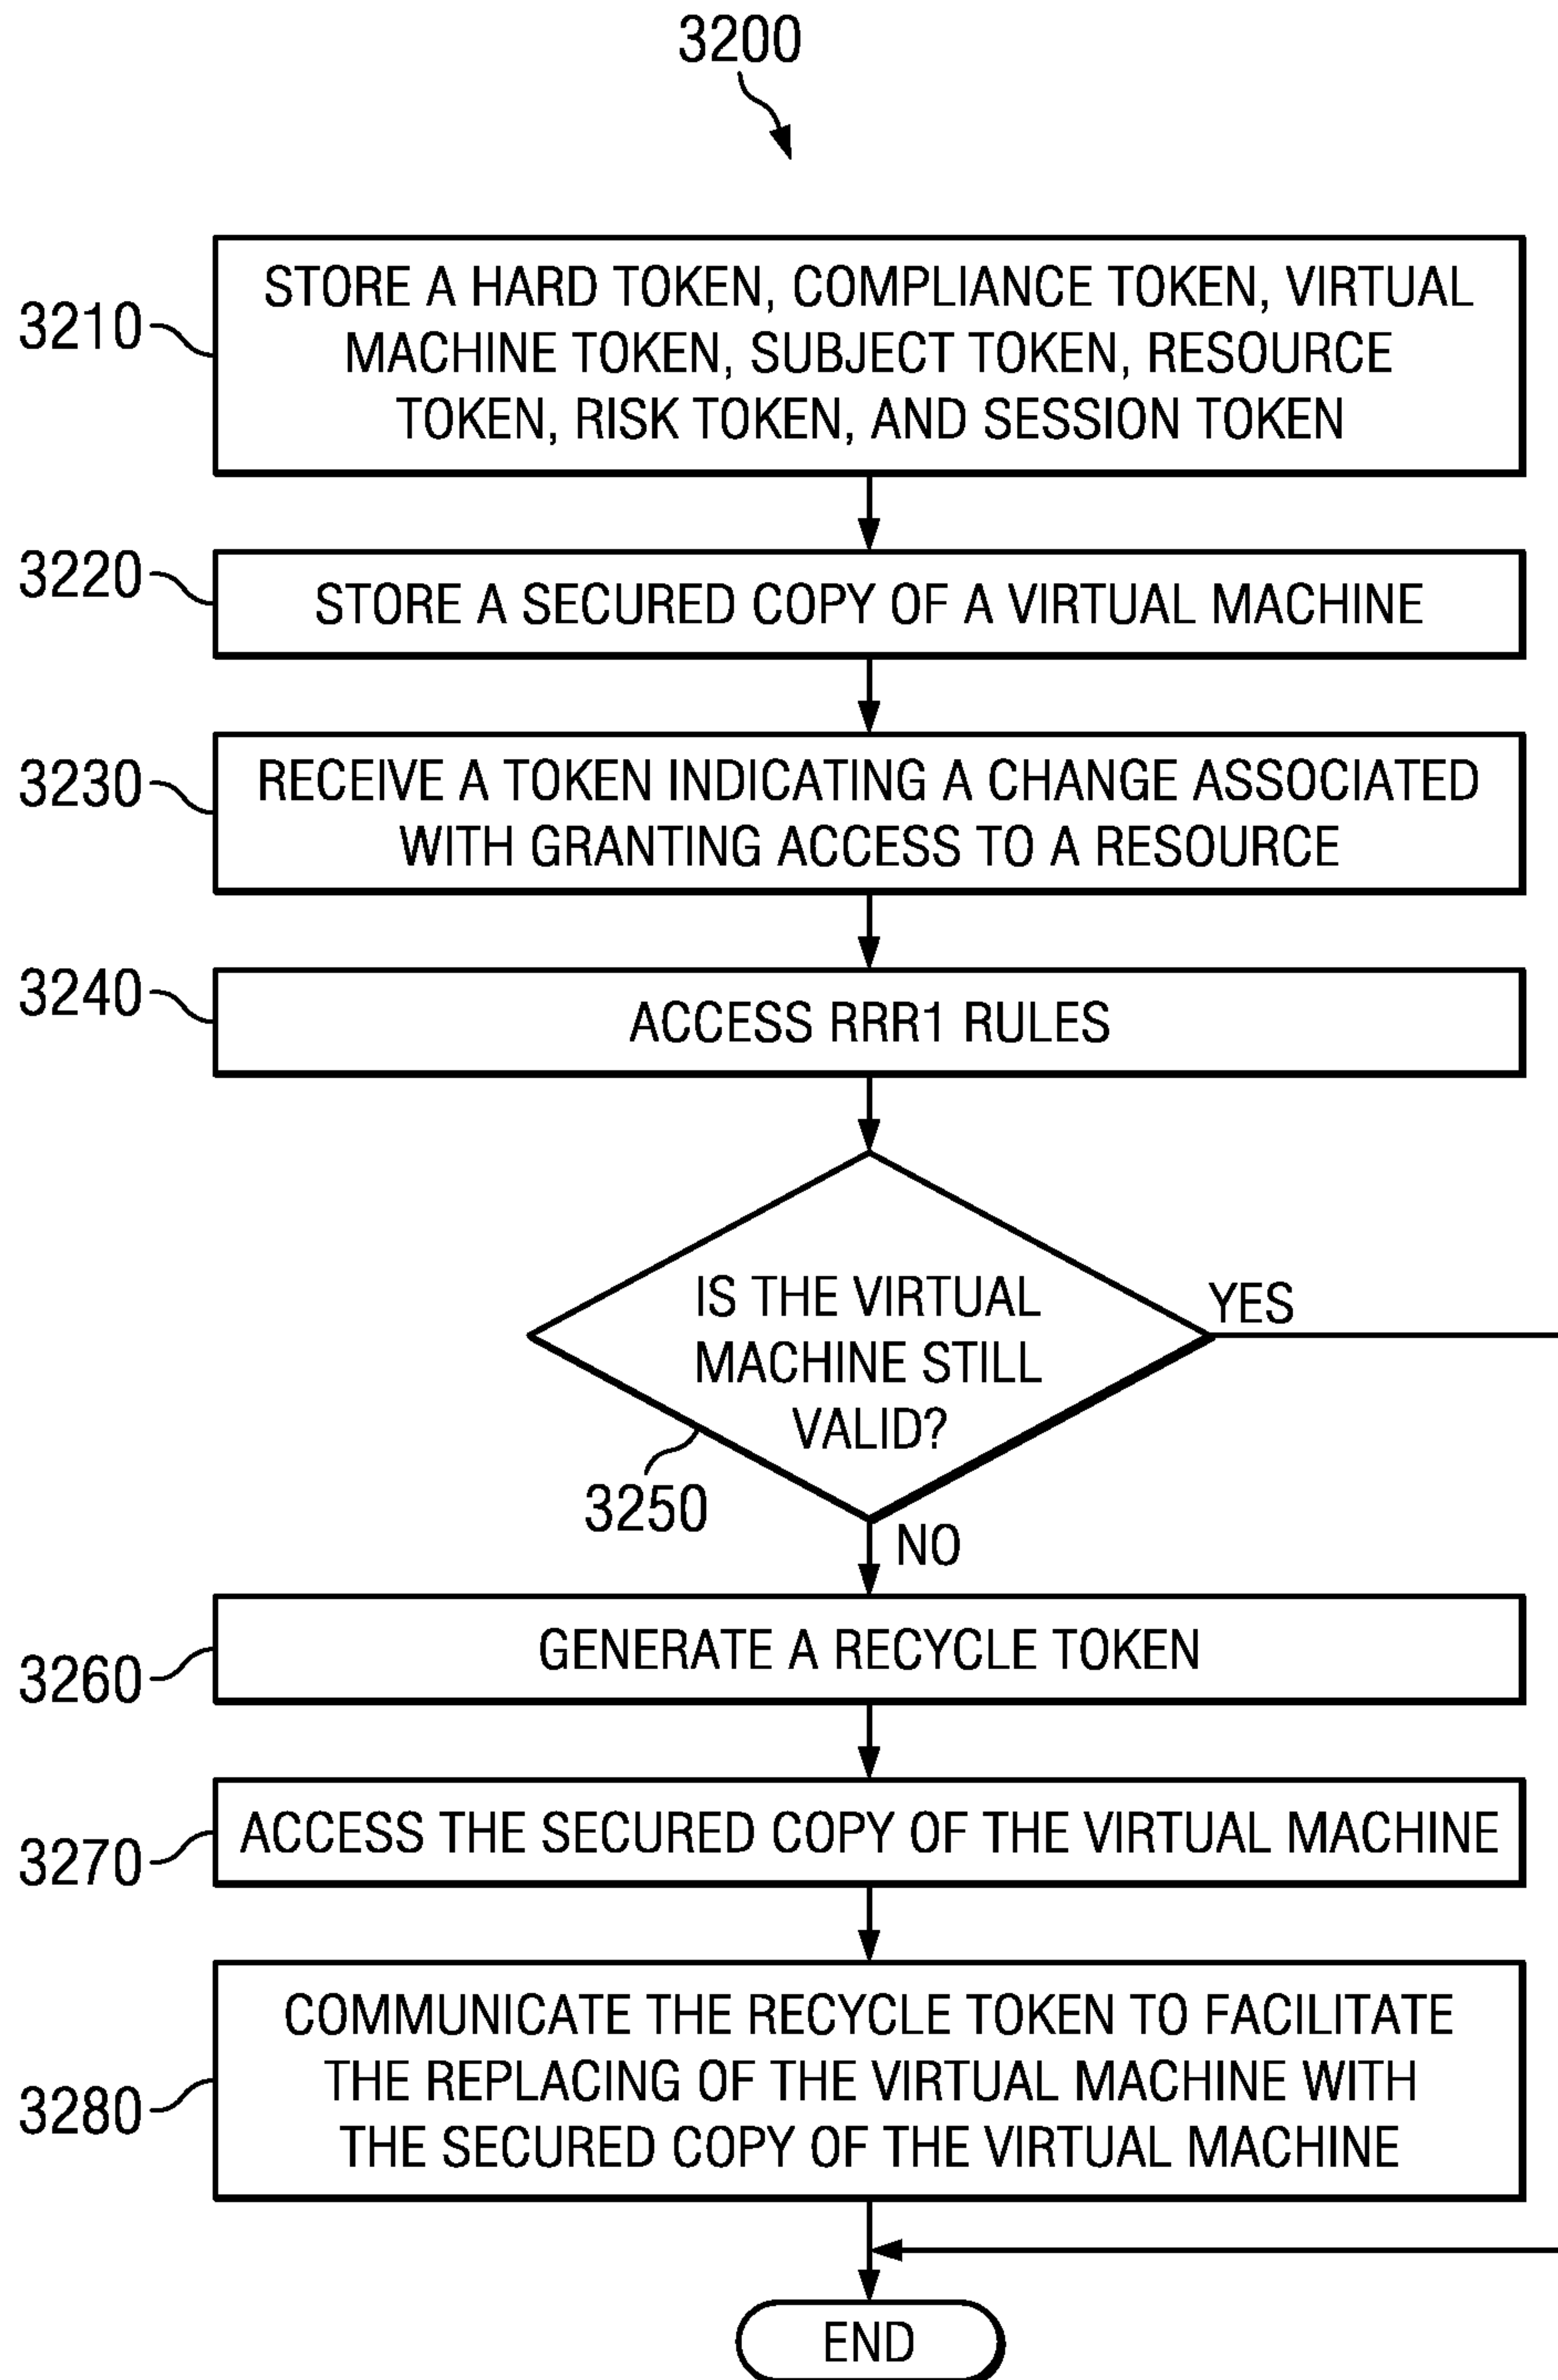 3200
3210
STORE A HARD TOKEN, COMPLIANCE TOKEN, VIRTUAL
MACHINE TOKEN, SUBJECT TOKEN, RESOURCE
TOKEN, RISK TOKEN, AND SESSION TOKEN
3220
STORE A SECURED COPY OF A VIRTUAL MACHINE
3230
RECEIVE A TOKEN INDICATING A CHANGE ASSOCIATED
WITH GRANTING ACCESS TO A RESOURCE
3240
ACCESS RRR1 RULES
IS THE VIRTUAL
MACHINE STILL
VALID?
YES
3250
NO
3260
GENERATE A RECYCLE TOKEN
3270
ACCESS THE SECURED COPY OF THE VIRTUAL MACHINE
3280
COMMUNICATE THE RECYCLE TOKEN TO FACILITATE
THE REPLACING OF THE VIRTUAL MACHINE WITH
THE SECURED COPY OF THE VIRTUAL MACHINE
END